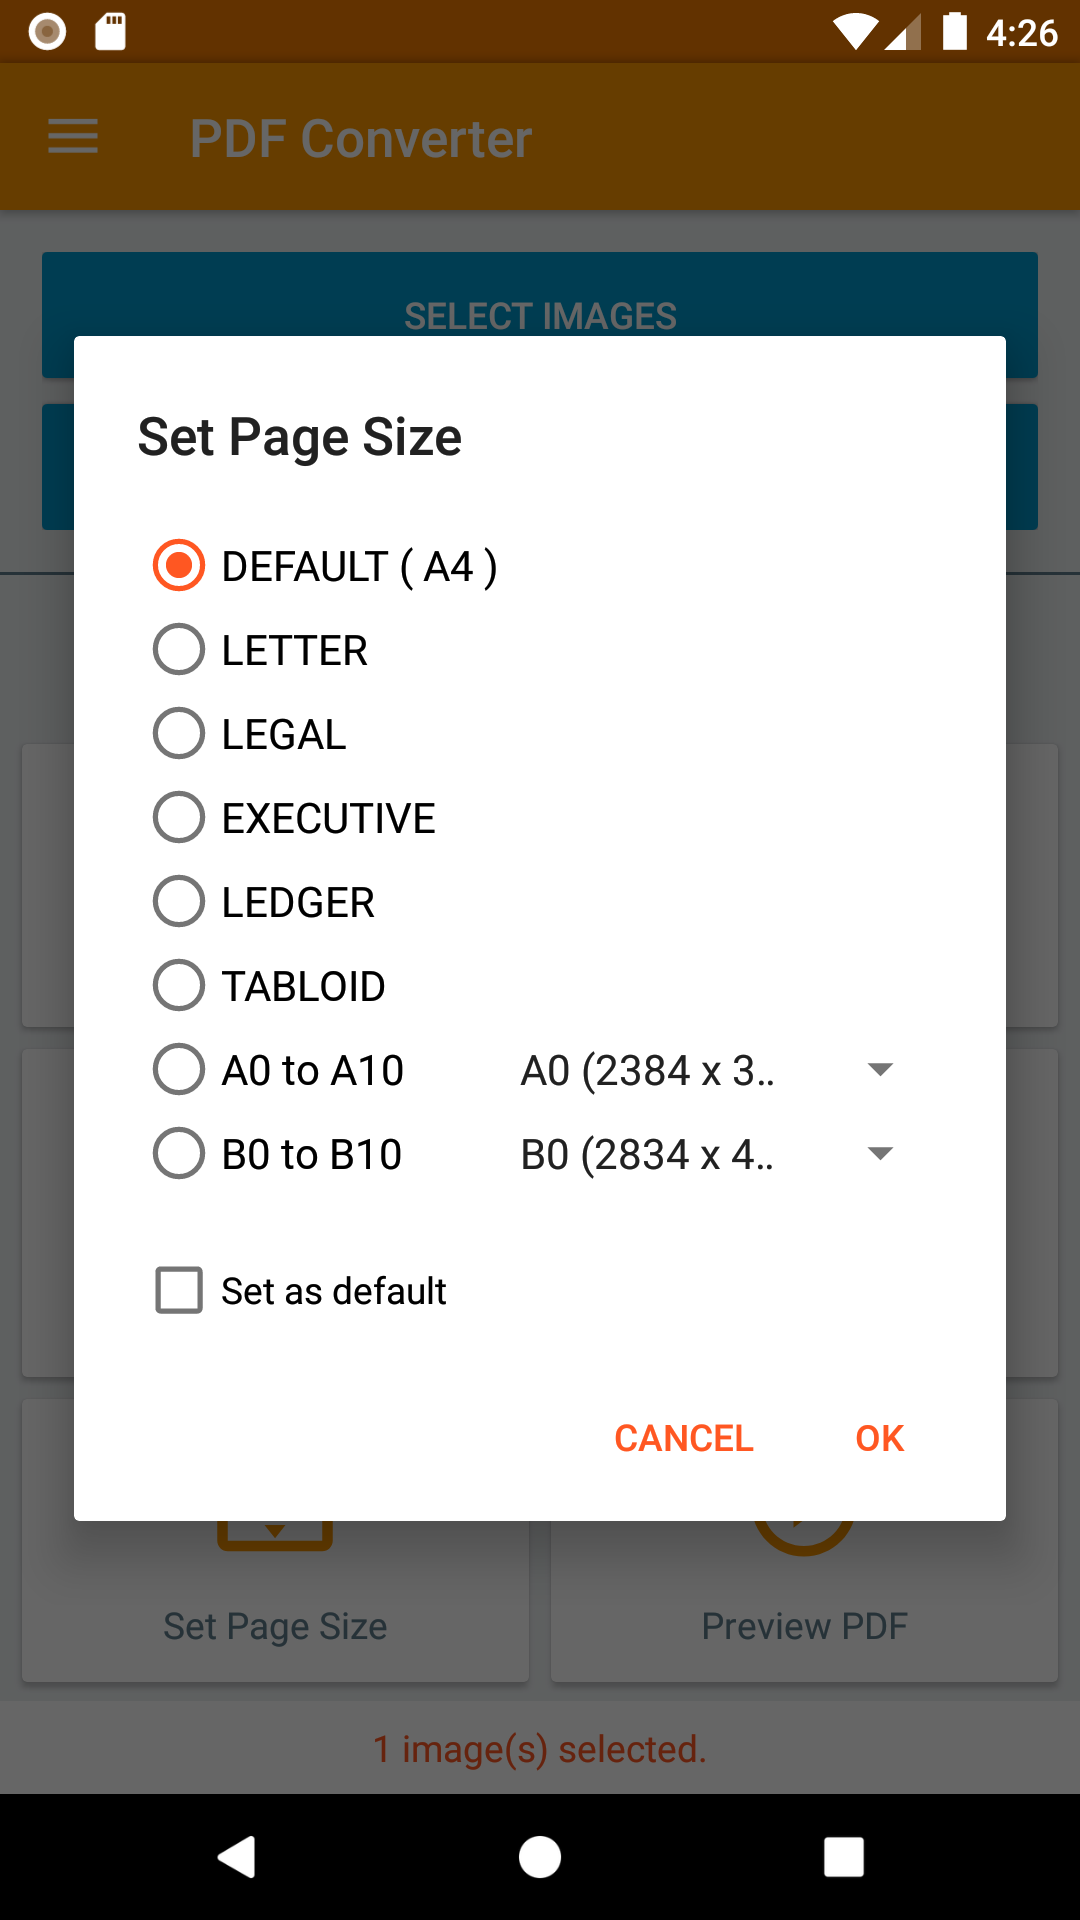 4:26
PDF Converter
SELECT IMAGES
Set Page Size
DEFAULT ( A4 )
LETTER
LEGAL
EXECUTIVE
LEDGER
TABLOID
A0 to A10 A0 (2384 x 3..
B0 to B10 B0 (2834 x 4..
Set as default
CANCEL OK
Set Page Size Preview PDF
1 image(s) selected.